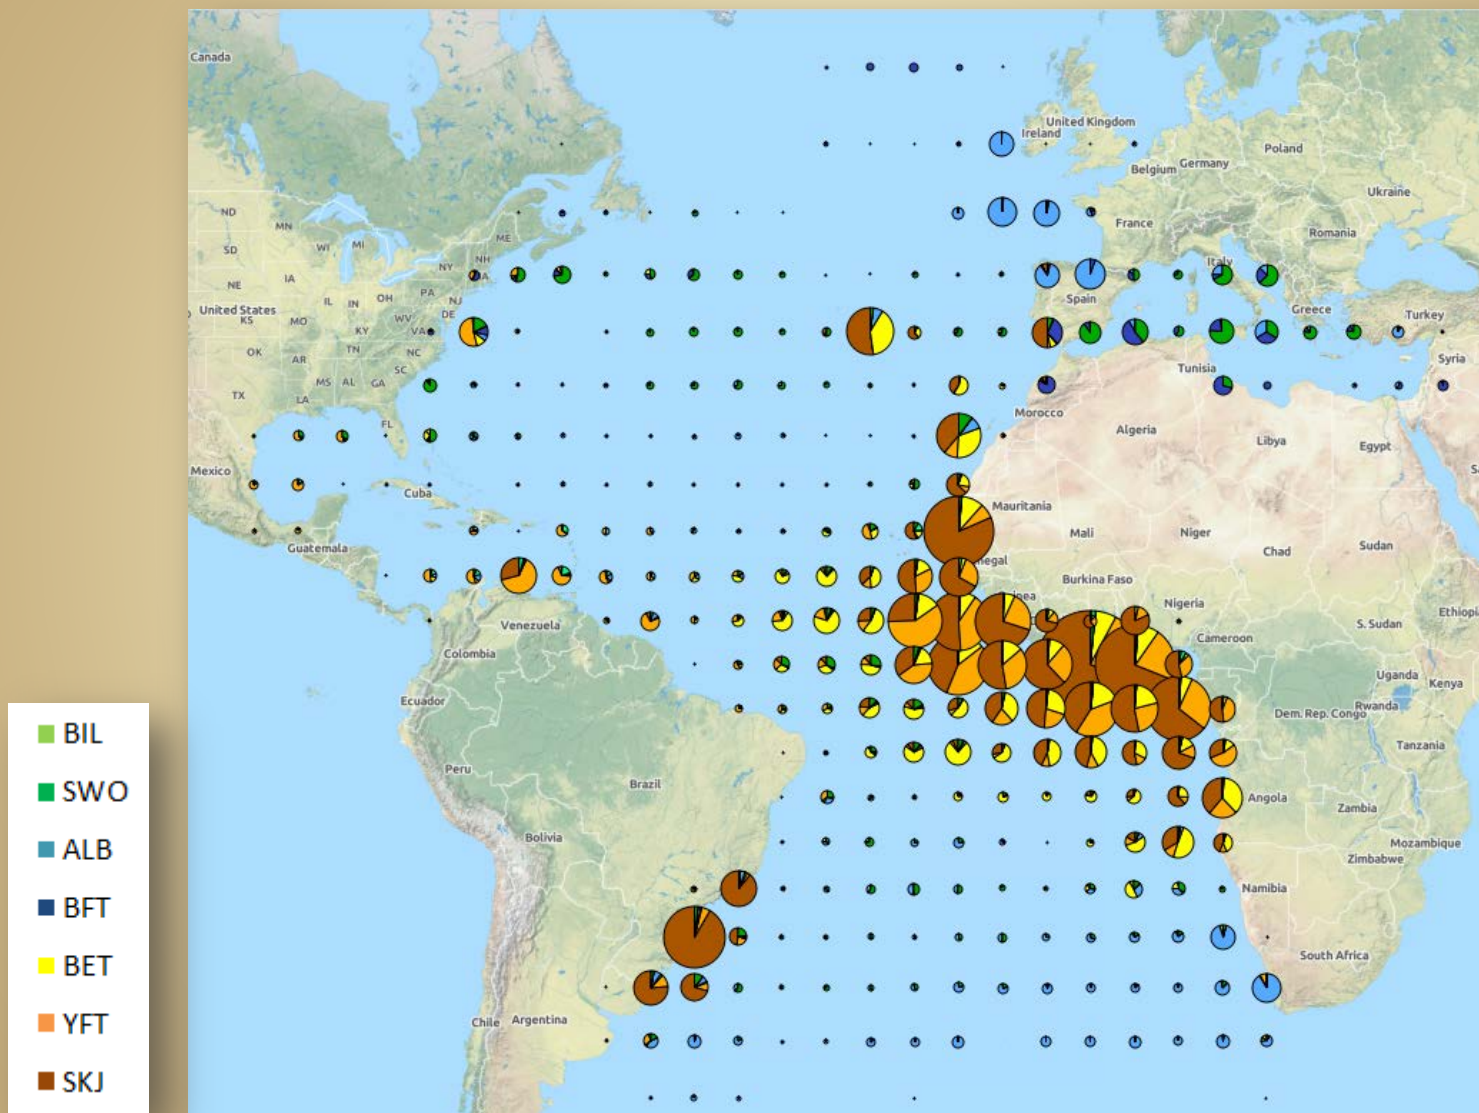 Canada
United Kingdom
Ireland
Poland
Belgium
Germany
Ukraine
ND
MN
ME
France
Romania
SD
WI
MI
NH
NY
Italy
NE
IA
PA
NJ
Spain
IL
IN
OH
DE
Greece
Turkey
United States
KS
MO
WV
KY
VA
OK
TN
NC
Syria
AR
SC
Tunisia
MS
AL
GA
TX
LA
Morocco
FL
Algeria
Libya
Egypt
Mexico
Cuba
Mauritania
Mali
Niger
Sudan
Guatemala
Chad
Burkina Faso
Nigeria
Venezuela
S. Sudan
Cameroon
Colombia
Uganda
Kenya
Ecuador
Rwanda
Dem. Rep. Congo
Tanzania
Peru
Brazil
Angola
Zambia
Bolivia
Mozambique
Zimbabwe
Namibia
South Africa
Chile
Argentina
BIL
SWO
ALB
BFT
BET
YFT
SKJ